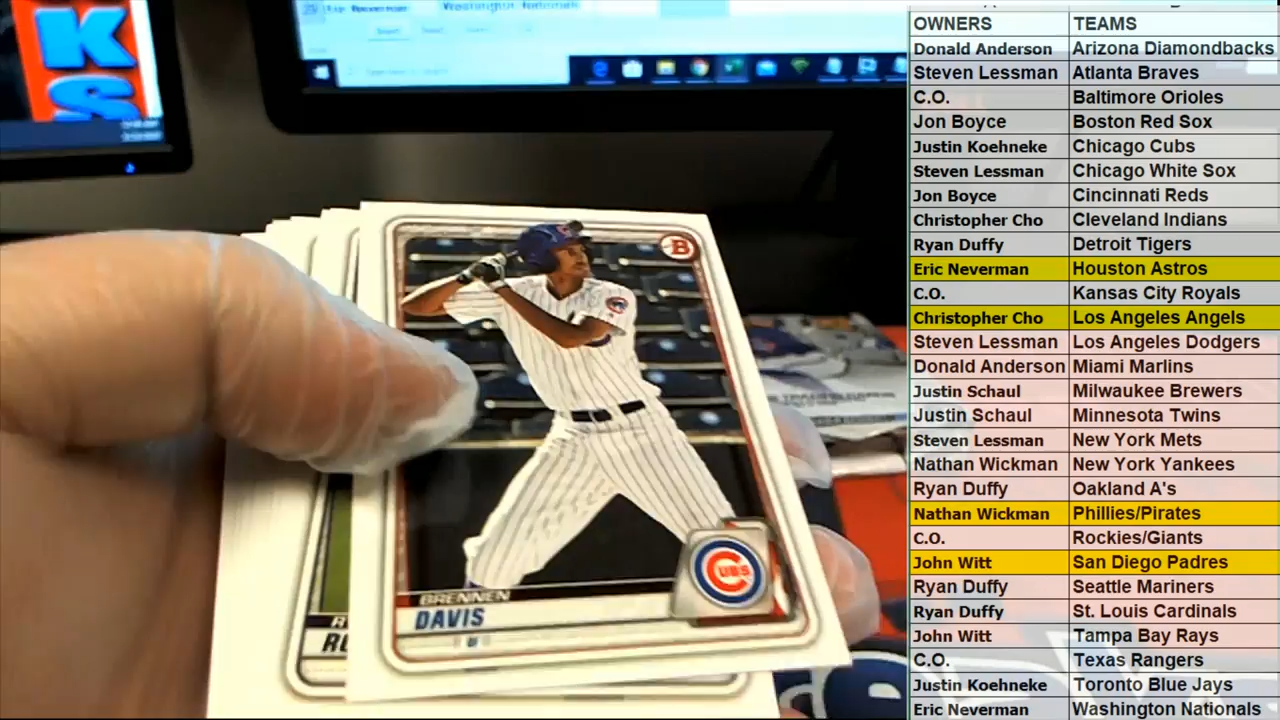 K
S
Washington Nationals
OWNERS TEAMS
Donald Anderson Arizona Diamondbacks
Steven Lessman Atlanta Braves
C.O. Baltimore Orioles
Jon Boyce Boston Red Sox
Justin Koehneke Chicago Cubs
Steven Lessman Chicago White Sox
Jon Boyce Cincinnati Reds
Christopher Cho Cleveland Indians
Ryan Duffy Detroit Tigers
Eric Neverman Houston Astros
C.O. Kansas City Royals
Christopher Cho Los Angeles Angels
Steven Lessman Los Angeles Dodgers
Donald Anderson Miami Marlins
Justin Schaul Milwaukee Brewers
Justin Schaul Minnesota Twins
Steven Lessman New York Mets
Nathan Wickman New York Yankees
Ryan Duffy Oakland A's
Nathan Wickman Phillies/Pirates
C.O. Rockies/Giants
John Witt San Diego Padres
Ryan Duffy Seattle Mariners
Ryan Duffy St. Louis Cardinals
John Witt Tampa Bay Rays
C.O. Texas Rangers
Justin Koehneke Toronto Blue Jays
Eric Neverman Washington Nationals
B
CUBS
BRENNEN
DAVIS
OF
R
RO